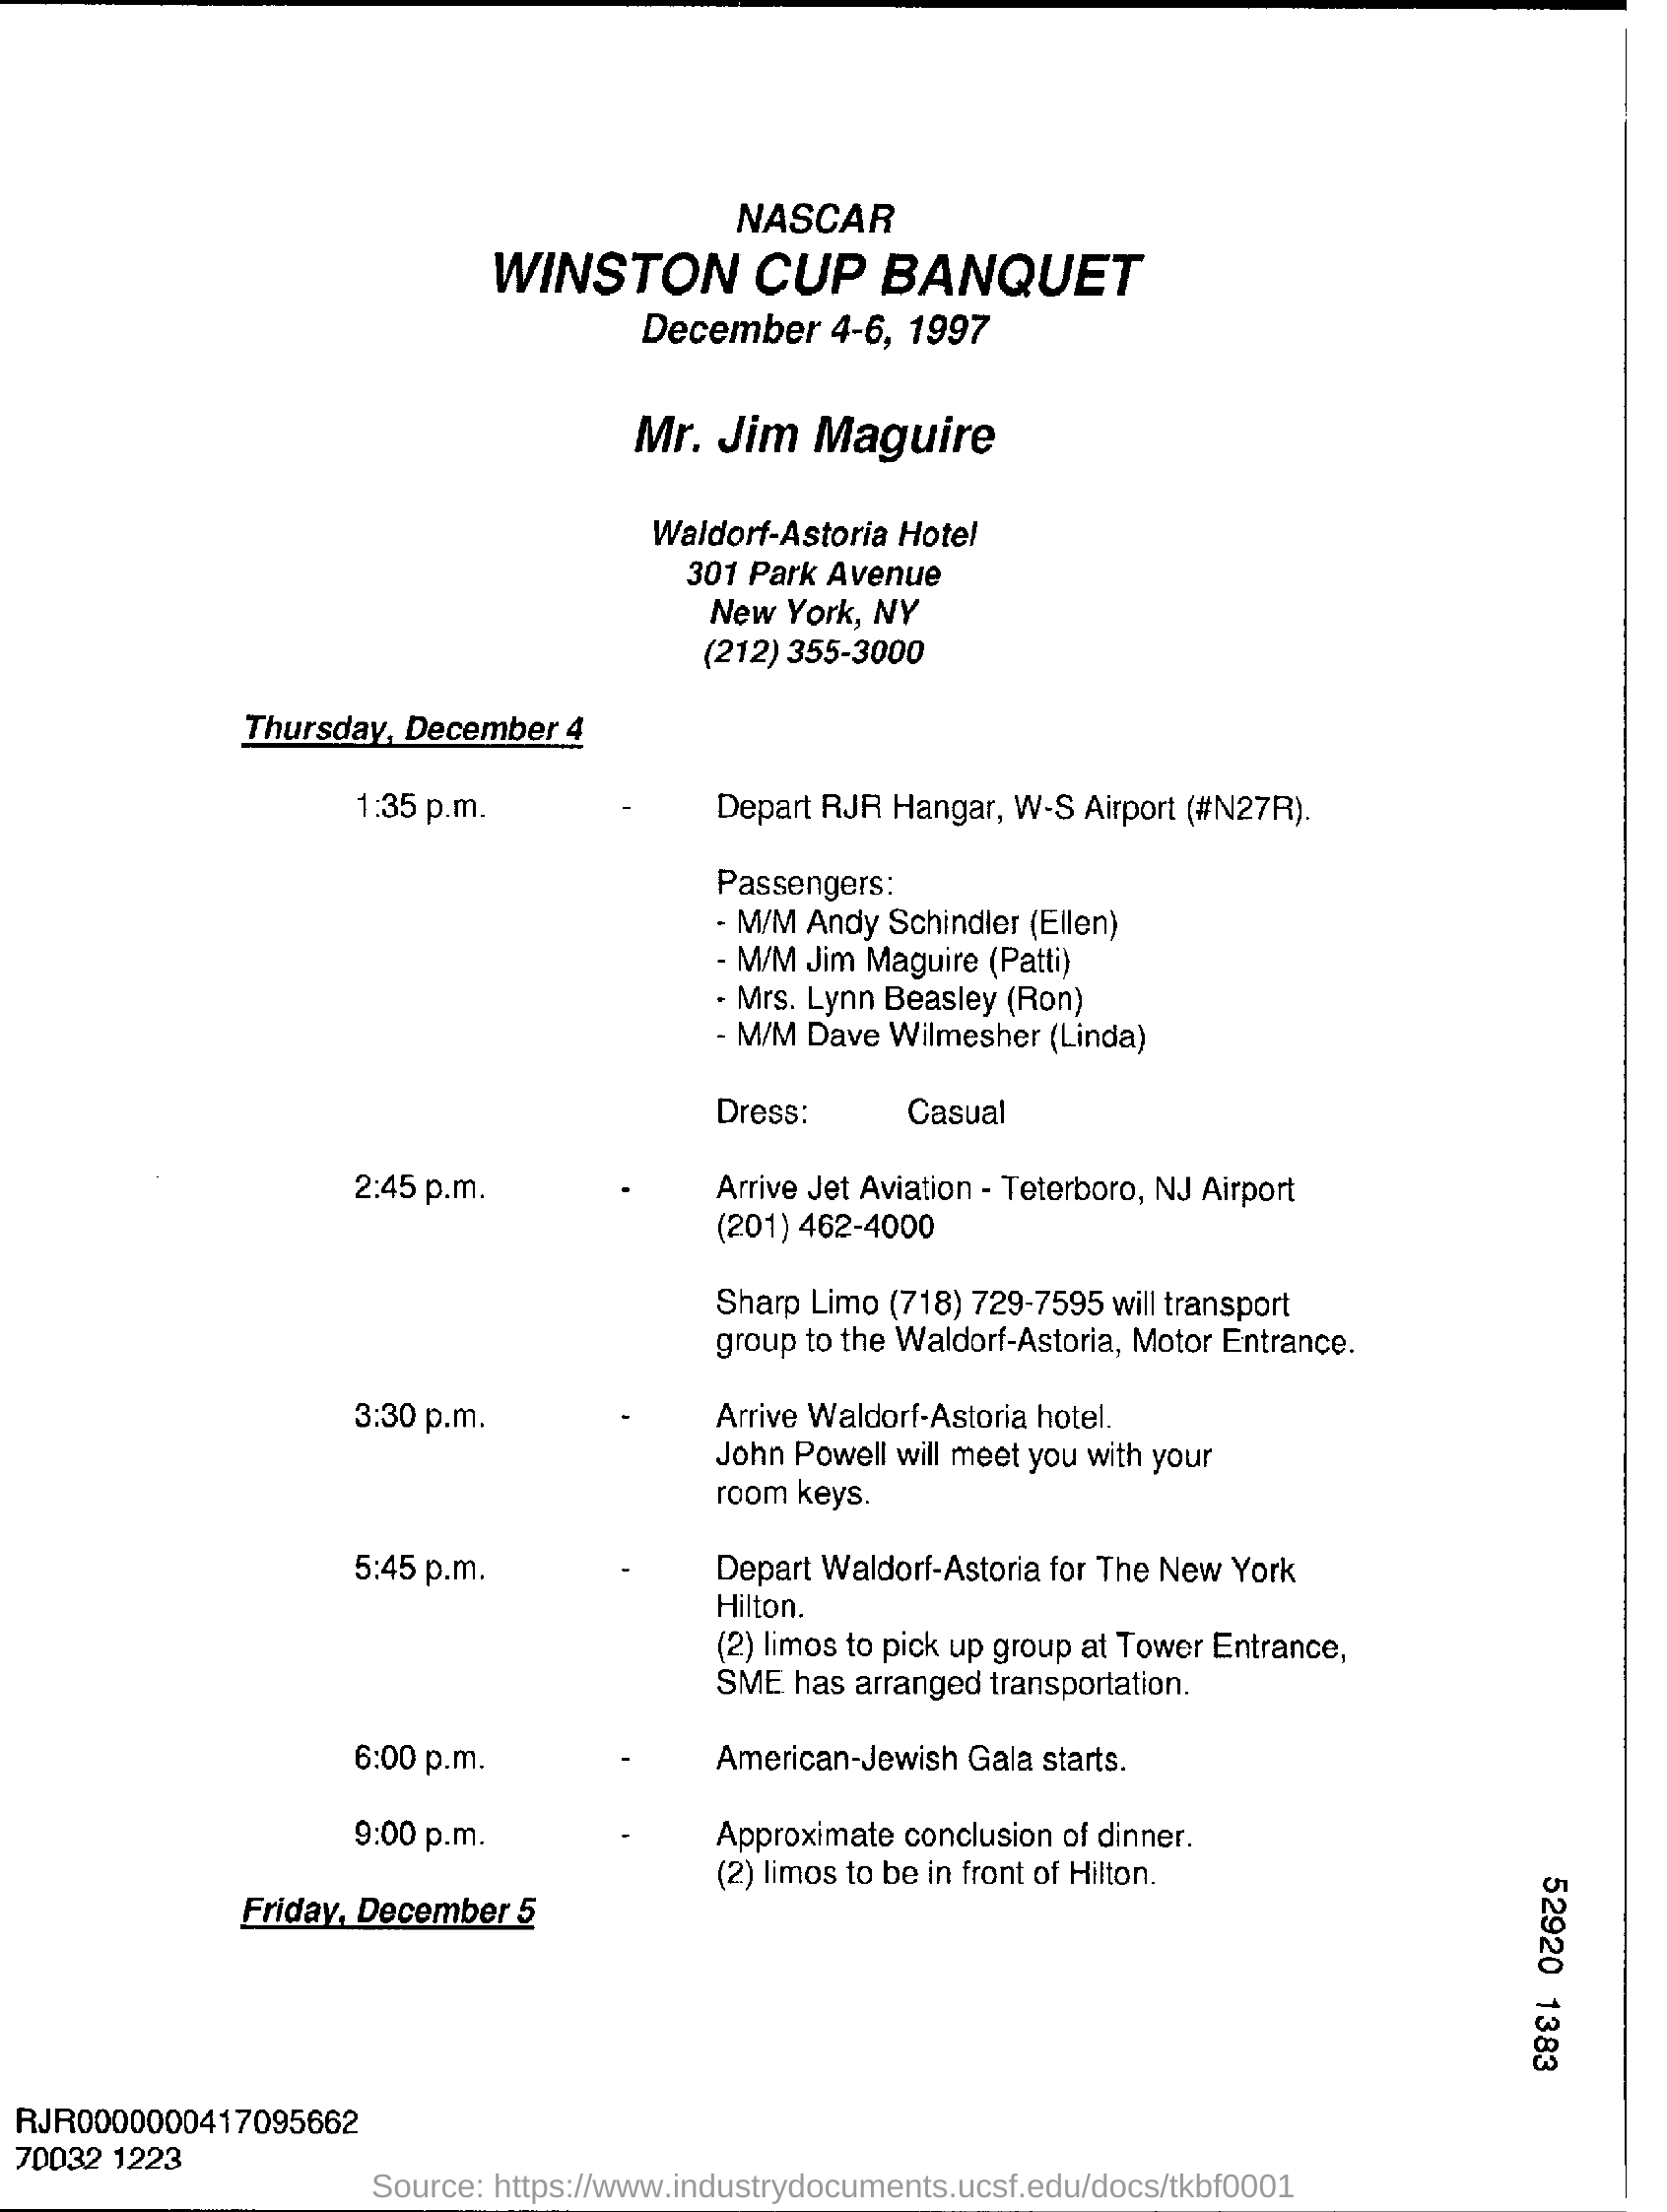 NASCAR
WINSTON CUP BANQUET
December 4-6, 1997
Mr. Jim Maguire
Waldorf-Astoria Hotel
301 Park Avenue
New York, NY
(212) 355-3000
Thursday, December 4
1:35 p.m. - Depart RJR Hangar, W-S Airport (#N27R).
Passengers:
- M/M Andy Schindler (Ellen)
- M/M Jim Maguire (Patti)
- Mrs. Lynn Beasley (Ron)
- M/M Dave Wilmesher (Linda)
Dress: Casual
2:45 p.m. - Arrive Jet Aviation - Teterboro, NJ Airport
(201) 462-4000
Sharp Limo (718) 729-7595 will transport
group to the Waldorf-Astoria, Motor Entrance.
3:30 p.m. - Arrive Waldorf-Astoria hotel.
John Powell will meet you with your
room keys.
5:45 p.m. - Depart Waldorf-Astoria for The New York
Hilton.
(2) limos to pick up group at Tower Entrance,
SME has arranged transportation.
6:00 p.m. - American-Jewish Gala starts.
9:00 p.m. - Approximate conclusion of dinner.
(2) limos to be in front of Hilton.
Friday, December 5
52920 1383
RJR0000000417095662
70032 1223
Source: https://www.industrydocuments.ucsf.edu/docs/tkbf0001